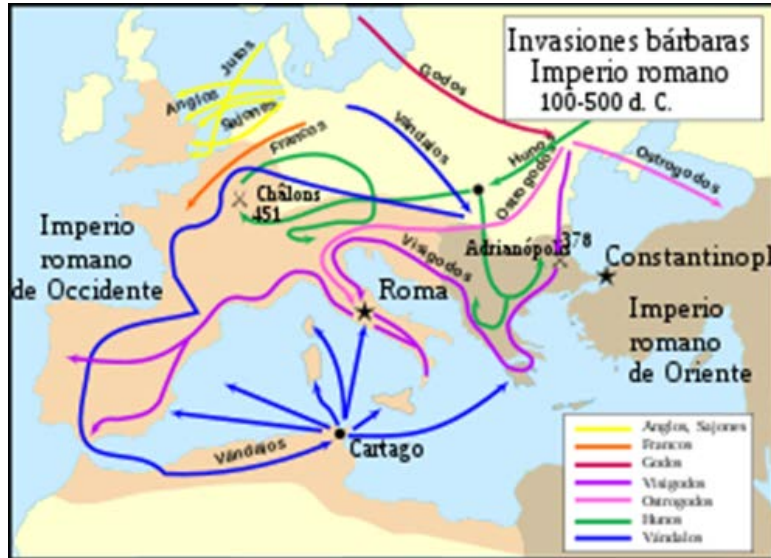 Invasiones bárbaras
Imperio romano
100-500 d. C.
Jutos
Anglos
Sajones
Godos
Francos
Vándalos
Hunos
Ostrogodos
Ostrogodos
Châlons
451
Imperio
romano
de Occidente
Visigodos
Adrianópolis
378
Constantinopl
Roma
Imperio
romano
de Oriente
Vándalos
Cartago
Anglos, Sajones
Francos
Godos
Visigodos
Ostrogodos
Hunos
Vándalos